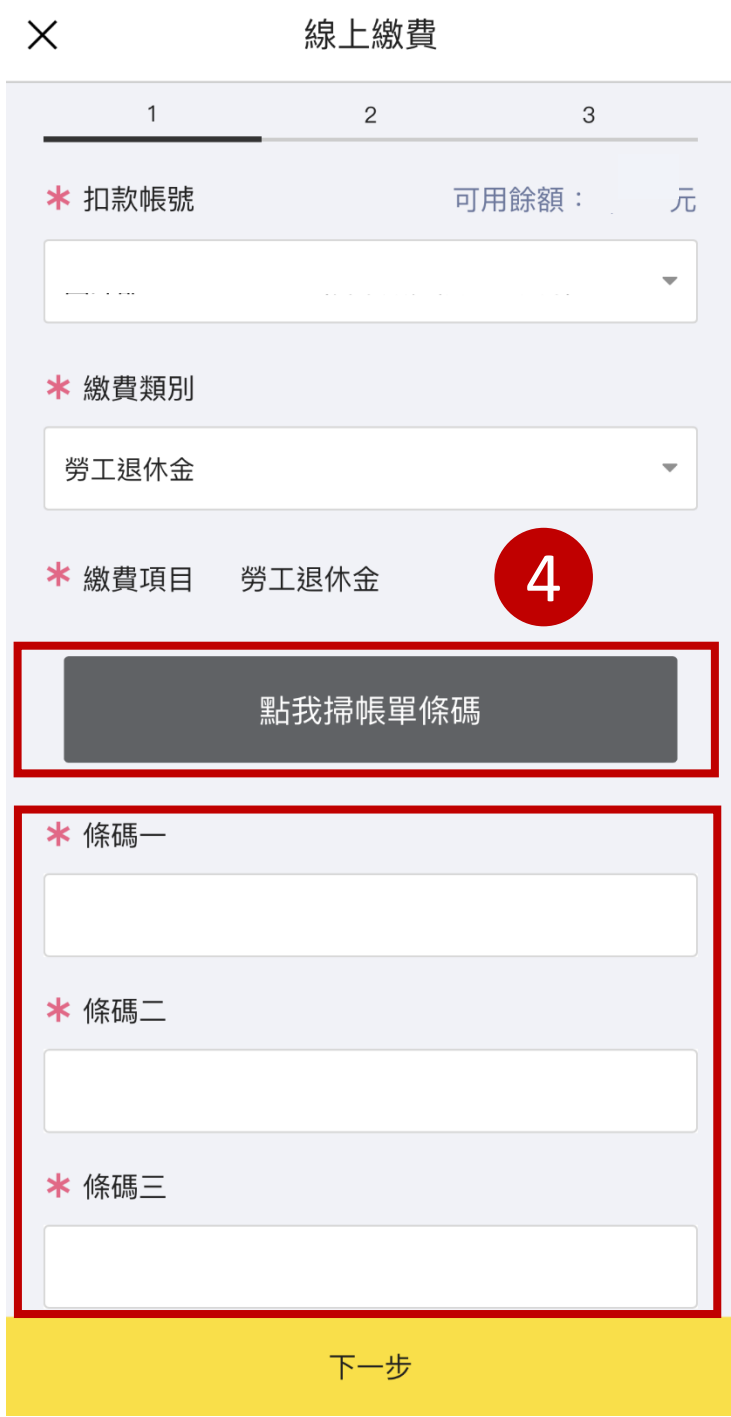 線上繳費
1 2 3
* 扣款帳號 可用餘額： 元
* 繳費類別
勞工退休金
* 繳費項目 勞工退休金
4
點我掃帳單條碼
* 條碼一
* 條碼二
* 條碼三
下一步